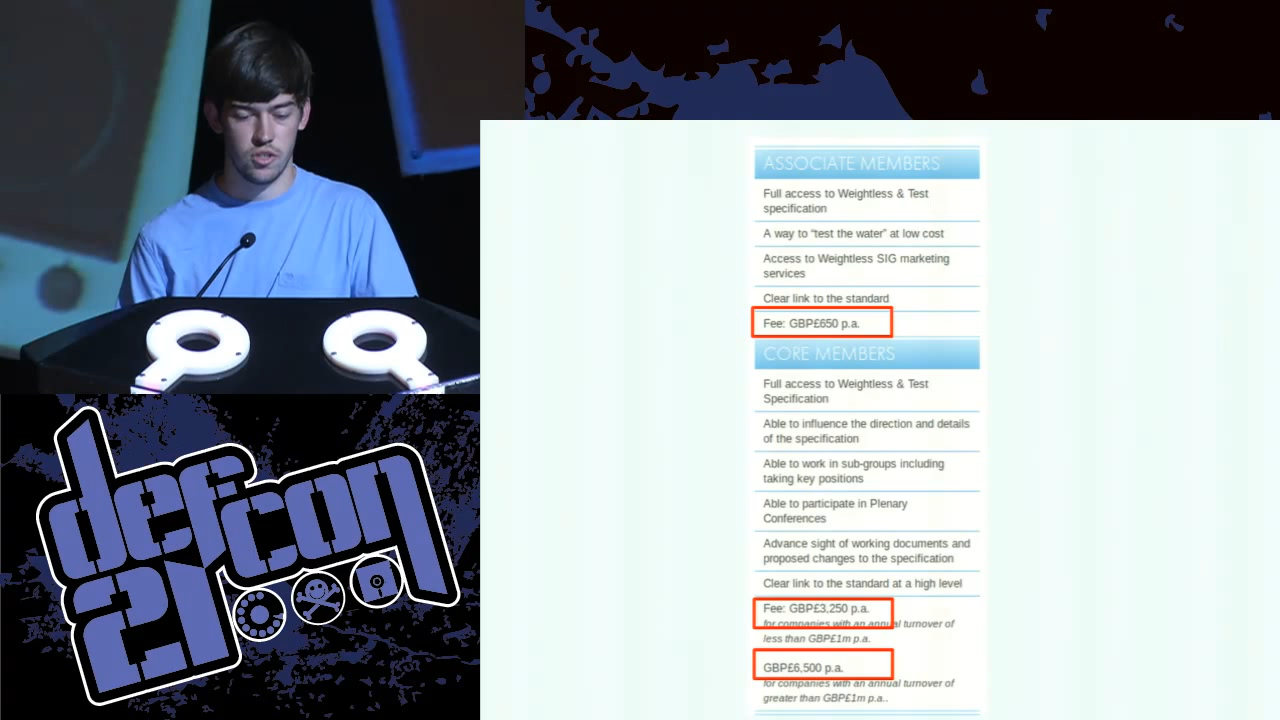 ASSOCIATE MEMBERS
Full access to Weightless & Test
specification
A way to "test the water" at low cost
Access to Weightless SIG marketing
services
Clear link to the standard
Fee: GBP£650 p.a.
CORE MEMBERS
Full access to Weightless & Test
Specification
Able to influence the direction and details
of the specification
Able to work in sub-groups including
taking key positions
Able to participate in Plenary
Conferences
Advance sight of working documents and
proposed changes to the specification
Clear link to the standard at a high level
Fee: GBP£3,250 p.a.
for companies with an annual turnover of
less than GBP£1m p.a.
GBP£6,500 p.a.
for companies with an annual turnover of
greater than GBP£1m p.a..
defcon
21